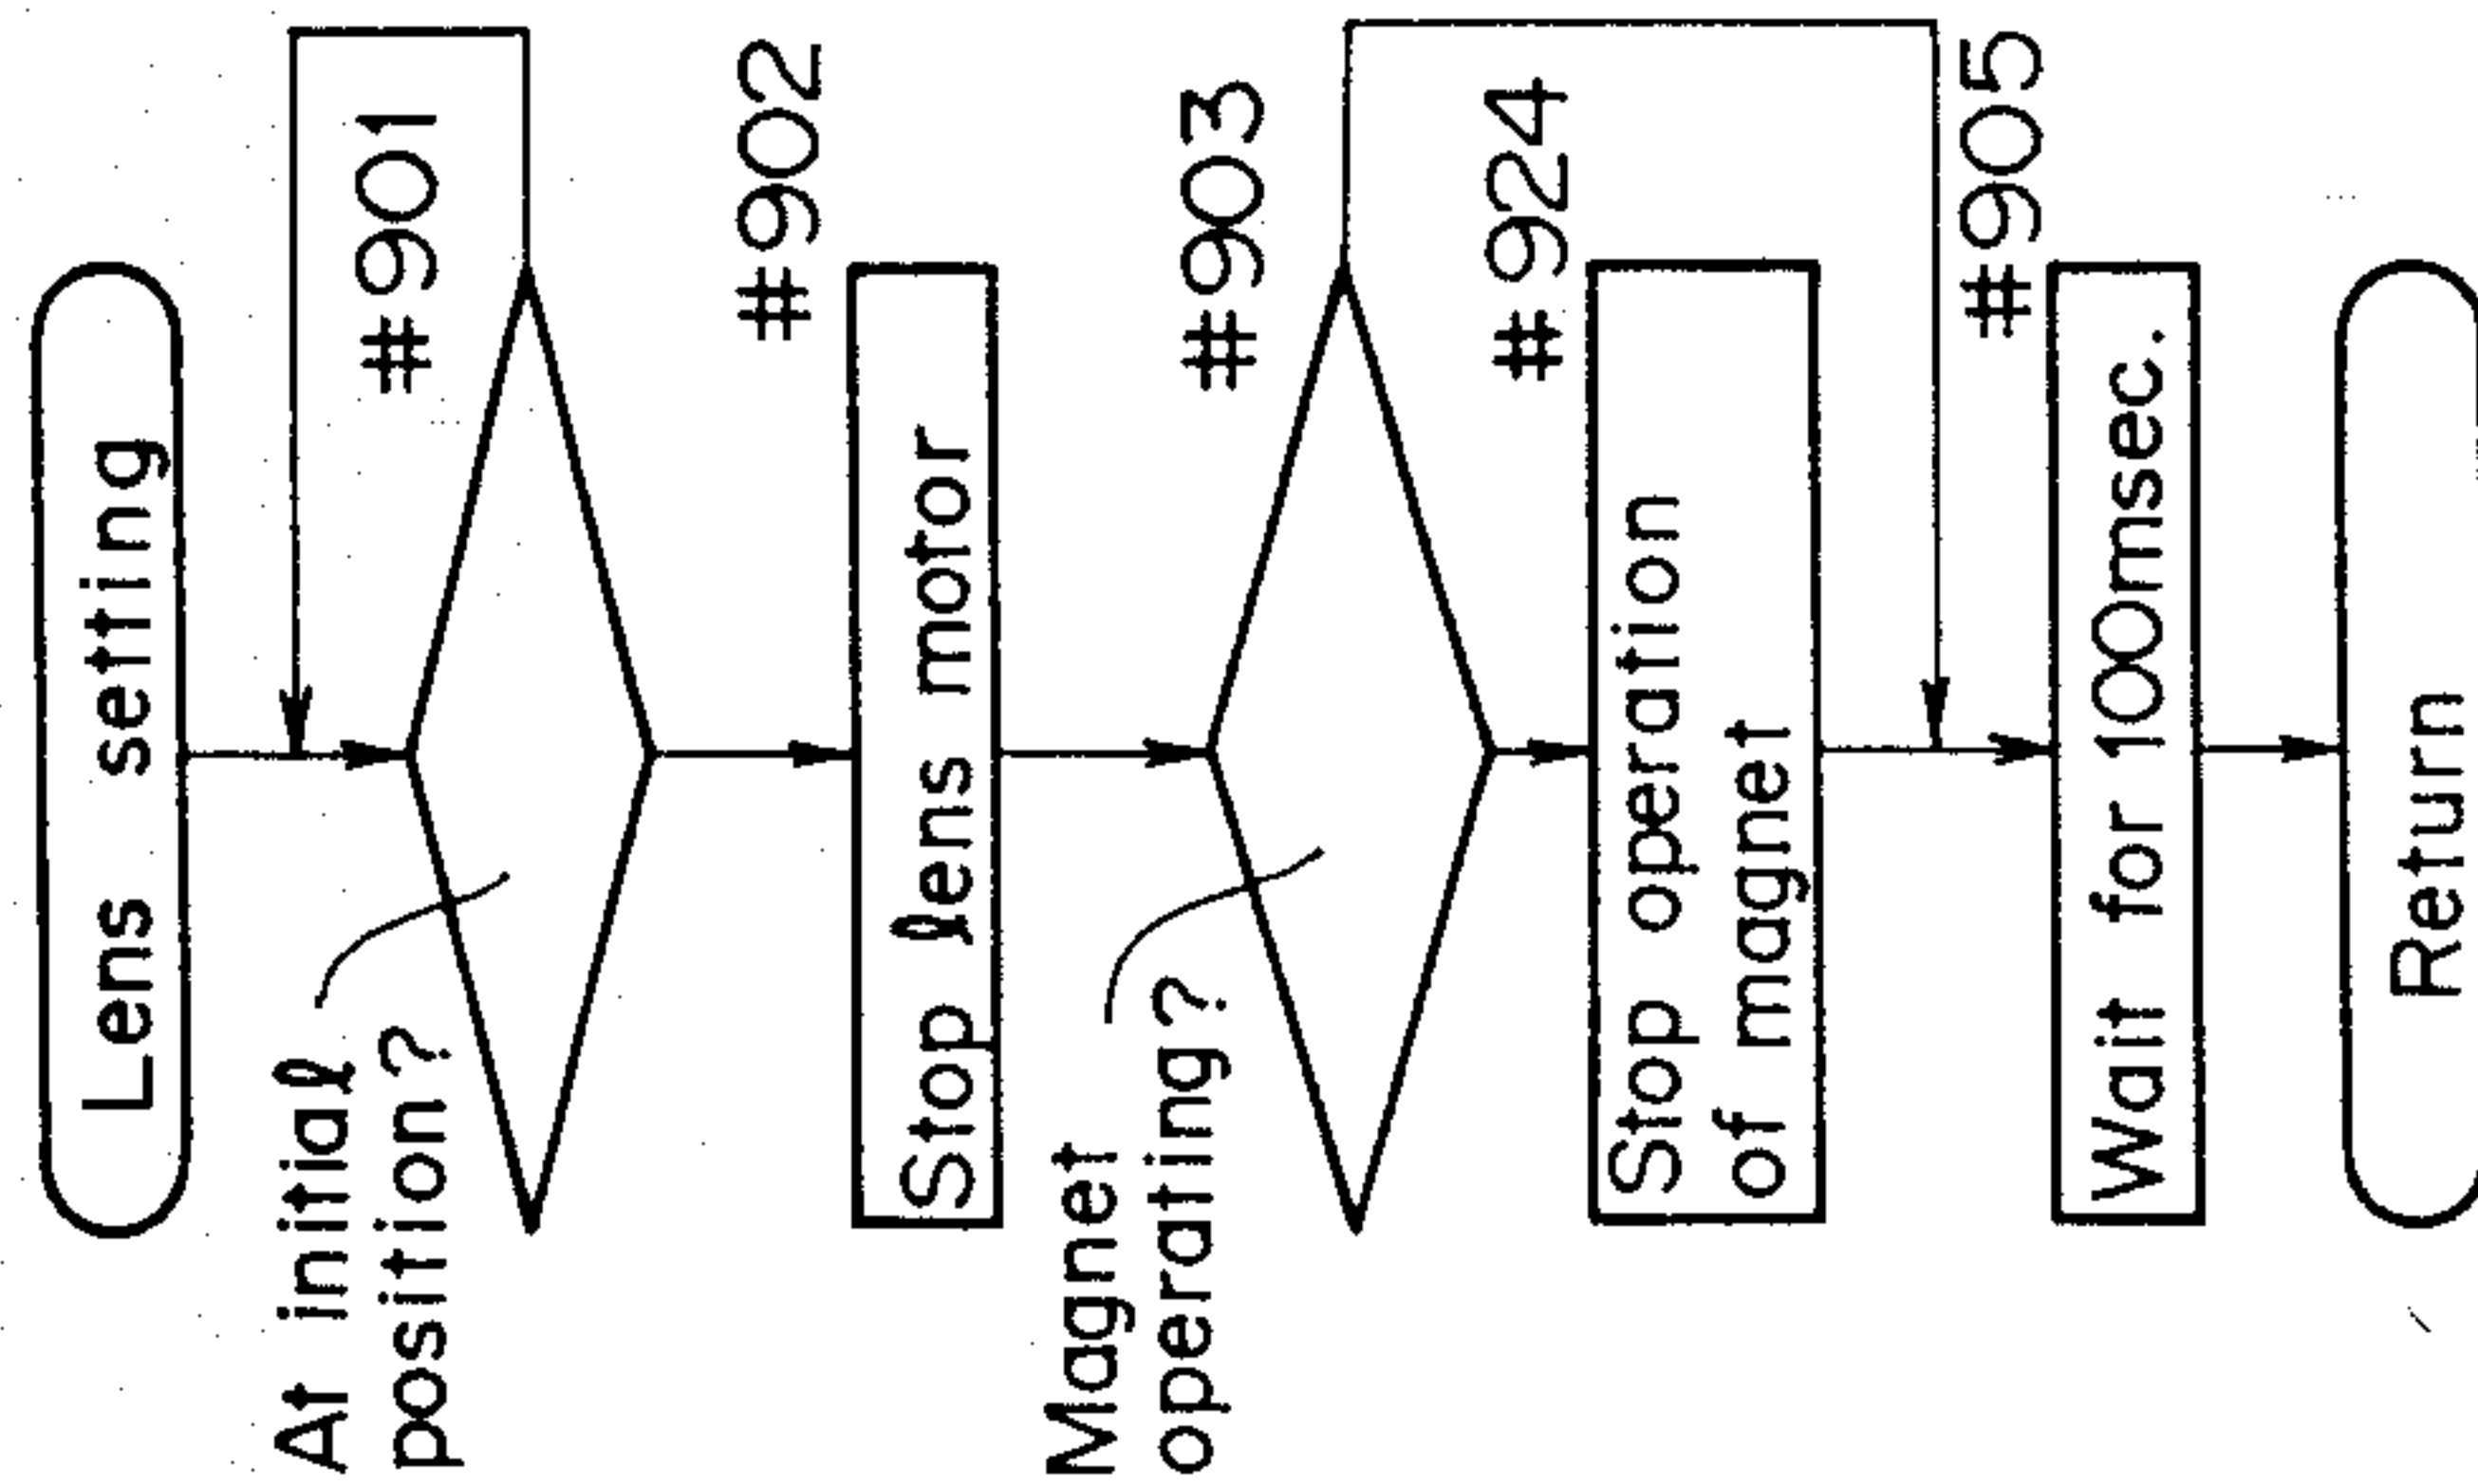 Lens setting
#901
At initial
position?
#902
Stop lens motor
#903
Magnet
operating?
#924
Stop operation
of magnet
#905
Wait for 100msec.
Return